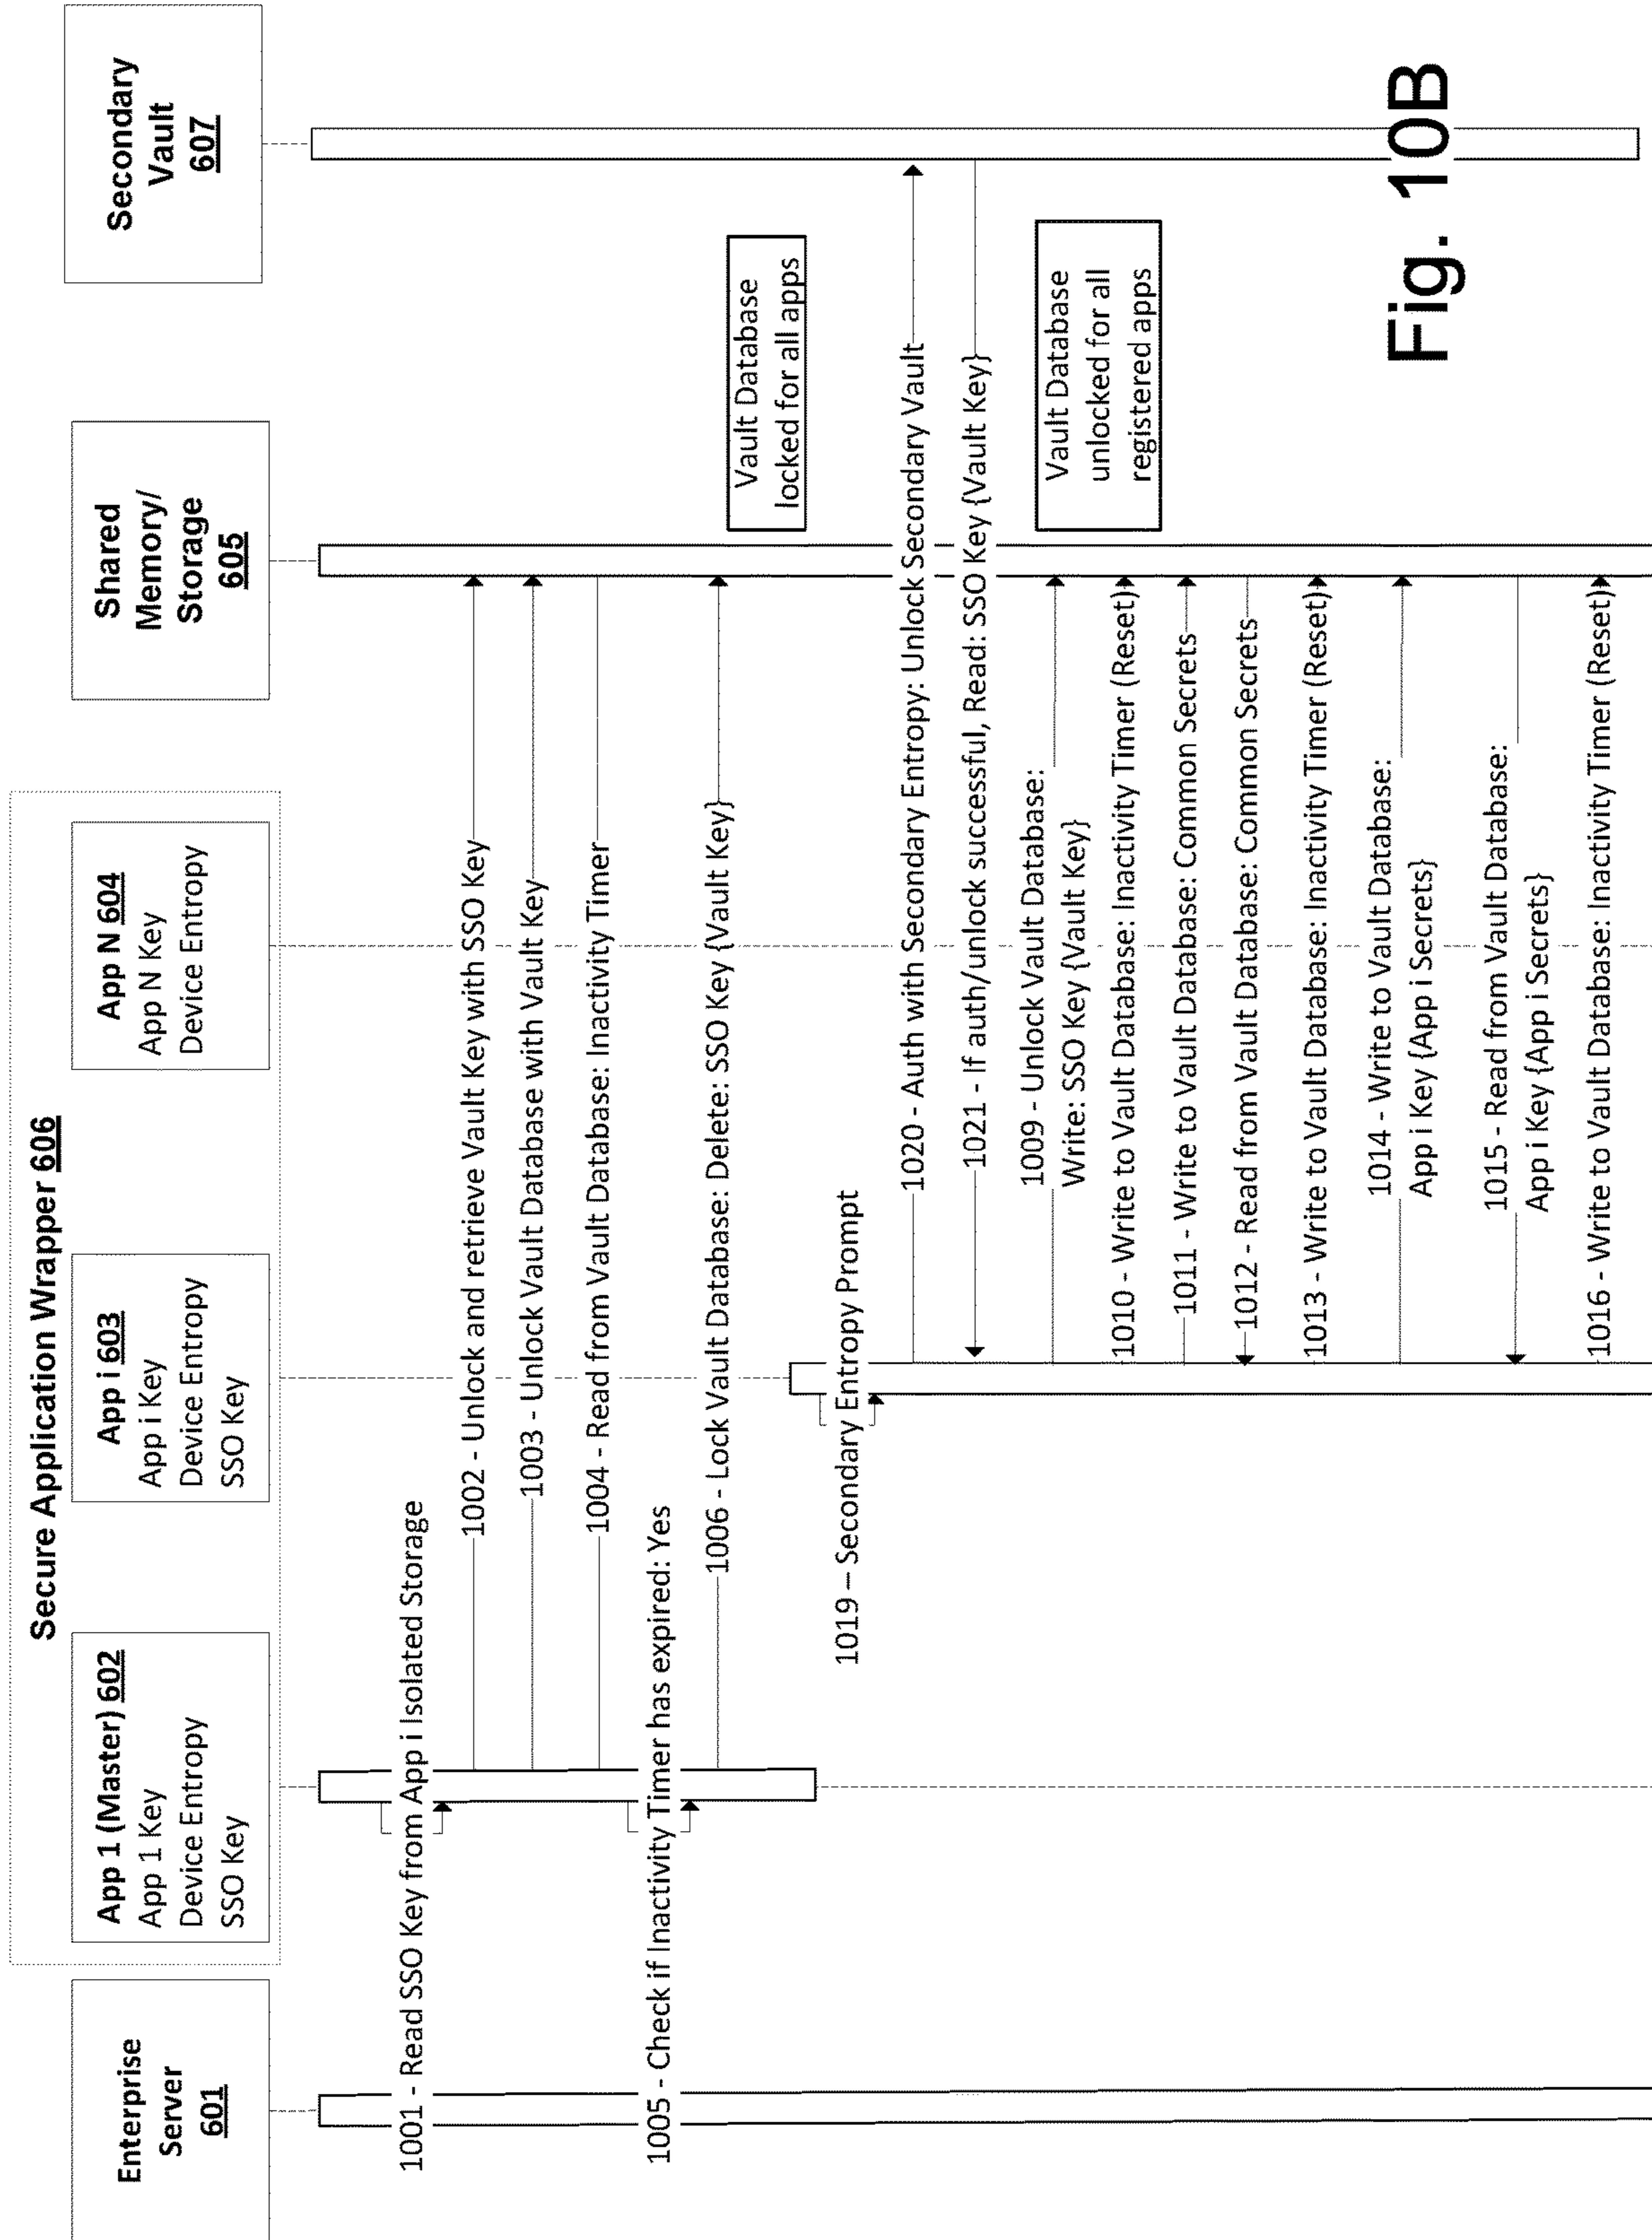 Secure Application Wrapper 606
Enterprise
Server
601
App 1 (Master) 602
App 1 Key
Device Entropy
SSO Key
App i 603
App i Key
Device Entropy
SSO Key
App N 604
App N Key
Device Entropy
Shared
Memory/
Storage
605
Secondary
Vault
607
1001 - Read SSO Key from App i Isolated Storage
1002 - Unlock and retrieve Vault Key with SSO Key
1003 - Unlock Vault Database with Vault Key
1004 - Read from Vault Database: Inactivity Timer
1005 - Check if Inactivity Timer has expired: Yes
1006 - Lock Vault Database: Delete: SSO Key {Vault Key}
Vault Database
locked for all apps
1019 – Secondary Entropy Prompt
1020 - Auth with Secondary Entropy: Unlock Secondary Vault
1021 - If auth/unlock successful, Read: SSO Key {Vault Key}
1009 - Unlock Vault Database:
Write: SSO Key {Vault Key}
Vault Database
unlocked for all
registered apps
1010 - Write to Vault Database: Inactivity Timer (Reset)
1011 - Write to Vault Database: Common Secrets
1012 - Read from Vault Database: Common Secrets
1013 - Write to Vault Database: Inactivity Timer (Reset)
1014 - Write to Vault Database:
App i Key {App i Secrets}
1015 - Read from Vault Database:
App i Key {App i Secrets}
1016 - Write to Vault Database: Inactivity Timer (Reset)
Fig. 10B